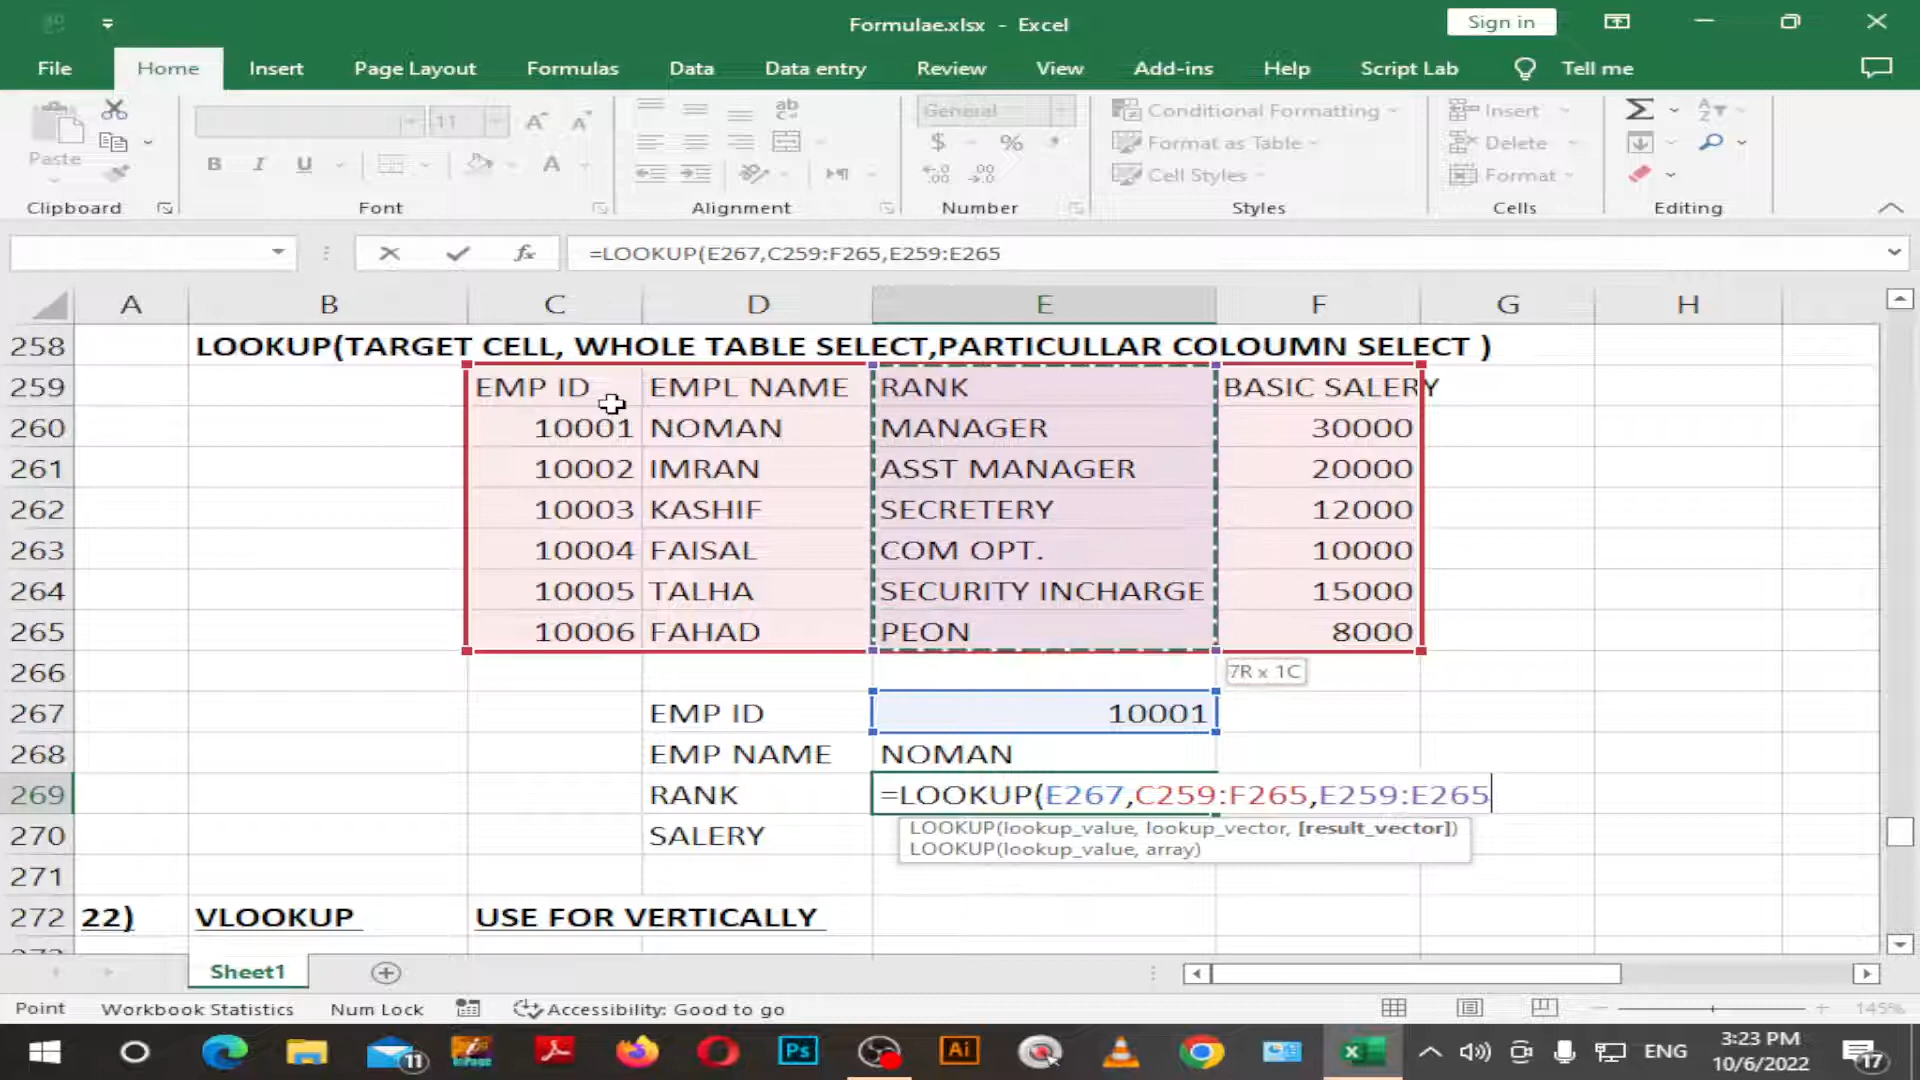 Formulae.xlsx - Excel
Sign in
File Home Insert Page Layout Formulas Data Data entry Review View Add-ins Help Script Lab Tell me
Paste
11
General
Conditional Formatting
Format as Table
Cell Styles
Insert
Delete
Format
Clipboard Font Alignment Number Styles Cells Editing
=LOOKUP(E267,C259:F265,E259:E265
A B C D E F G H
258 LOOKUP(TARGET CELL, WHOLE TABLE SELECT,PARTICULLAR COLOUMN SELECT )
259 EMP ID EMPL NAME RANK BASIC SALERY
260 10001 NOMAN MANAGER 30000
261 10002 IMRAN ASST MANAGER 20000
262 10003 KASHIF SECRETERY 12000
263 10004 FAISAL COM OPT. 10000
264 10005 TALHA SECURITY INCHARGE 15000
265 10006 FAHAD PEON 8000
266 7R x 1C
267 EMP ID 10001
268 EMP NAME NOMAN
269 RANK =LOOKUP(E267,C259:F265,E259:E265
270 SALERY
LOOKUP(lookup_value, lookup_vector, [result_vector])
LOOKUP(lookup_value, array)
271
272 22) VLOOKUP USE FOR VERTICALLY
Sheet1
Point Workbook Statistics Num Lock Accessibility: Good to go 145%
11 Ps Ai ENG 3:23 PM 17
10/6/2022